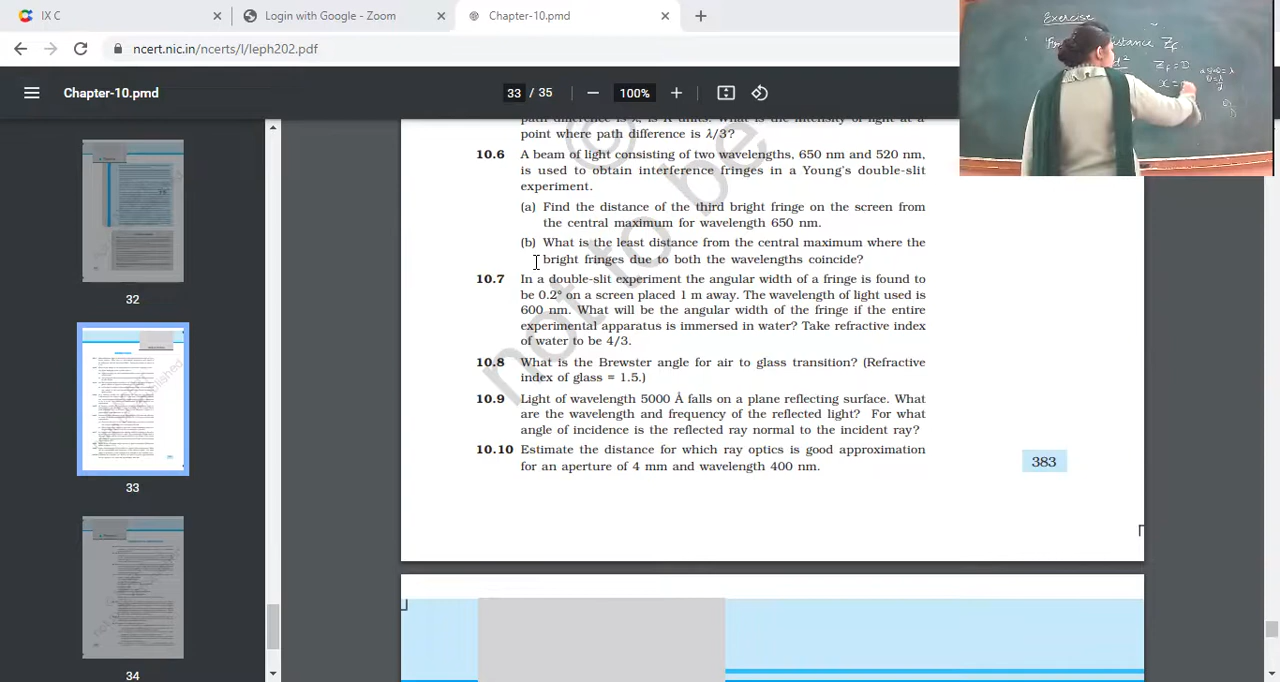 IX C
Login with Google - Zoom
Chapter-10.pmd
ncert.nic.in/ncerts/l/leph202.pdf
Chapter-10.pmd
33 / 35
100%
Exercise
distance Z_F
Z_F = D
path difference is λ, is K units. What is the intensity of light at a
point where path difference is λ/3?
10.6 A beam of light consisting of two wavelengths, 650 nm and 520 nm,
is used to obtain interference fringes in a Young's double-slit
experiment.
(a) Find the distance of the third bright fringe on the screen from
the central maximum for wavelength 650 nm.
(b) What is the least distance from the central maximum where the
bright fringes due to both the wavelengths coincide?
10.7 In a double-slit experiment the angular width of a fringe is found to
be 0.2° on a screen placed 1 m away. The wavelength of light used is
600 nm. What will be the angular width of the fringe if the entire
experimental apparatus is immersed in water? Take refractive index
of water to be 4/3.
10.8 What is the Brewster angle for air to glass transition? (Refractive
index of glass = 1.5.)
10.9 Light of wavelength 5000 Å falls on a plane reflecting surface. What
are the wavelength and frequency of the reflected light? For what
angle of incidence is the reflected ray normal to the incident ray?
10.10 Estimate the distance for which ray optics is good approximation
for an aperture of 4 mm and wavelength 400 nm.
383
© not to be
32
33
34